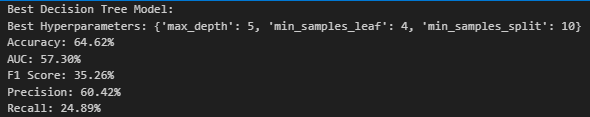 Best Decision Tree Model:
Best Hyperparameters: {'max_depth': 5, 'min_samples_leaf': 4, 'min_samples_split': 10}
Accuracy: 64.62%
AUC: 57.30%
F1 Score: 35.26%
Precision: 60.42%
Recall: 24.89%